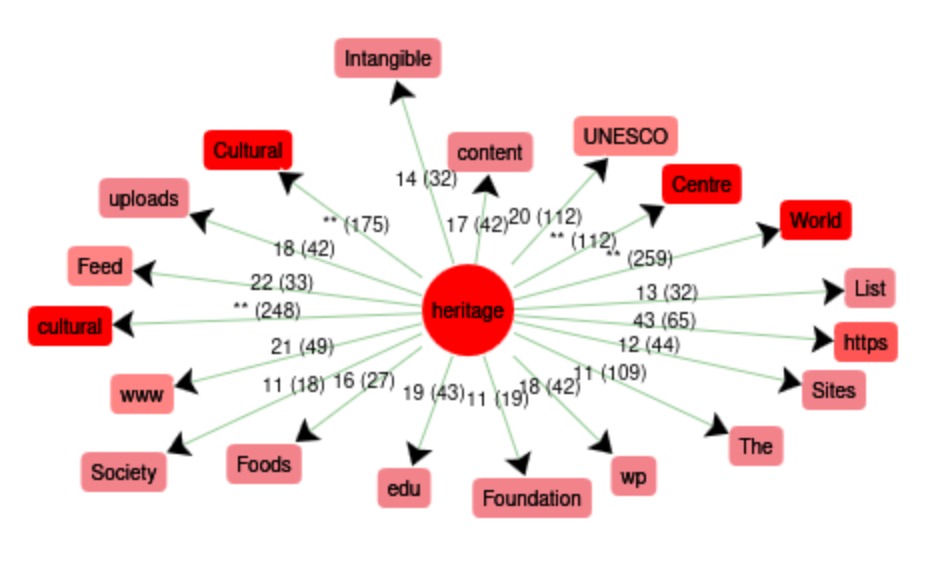 Intangible
UNESCO
Cultural
content
Centre
14 (32)
uploads
World
17 (42)
20 (112)
** (175)
** (112)
18 (42)
** (259)
Feed
22 (33)
13 (32)
List
** (248)
heritage
43 (65)
cultural
https
21 (49)
12 (44)
11 (109)
16 (27)
11 (18)
18 (42)
www
19 (43)
11 (19)
Sites
The
Foods
Society
wp
edu
Foundation